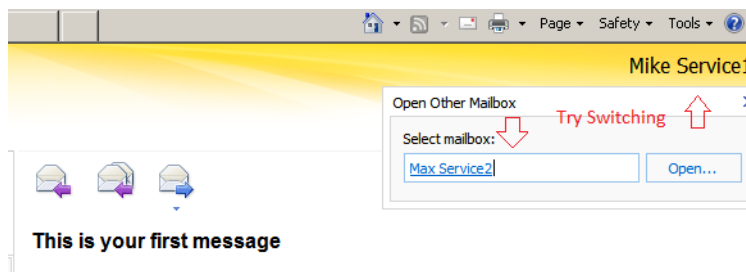 Page Safety Tools
Mike Service1
Open Other Mailbox
Try Switching
Select mailbox:
Max Service2
Open...
This is your first message